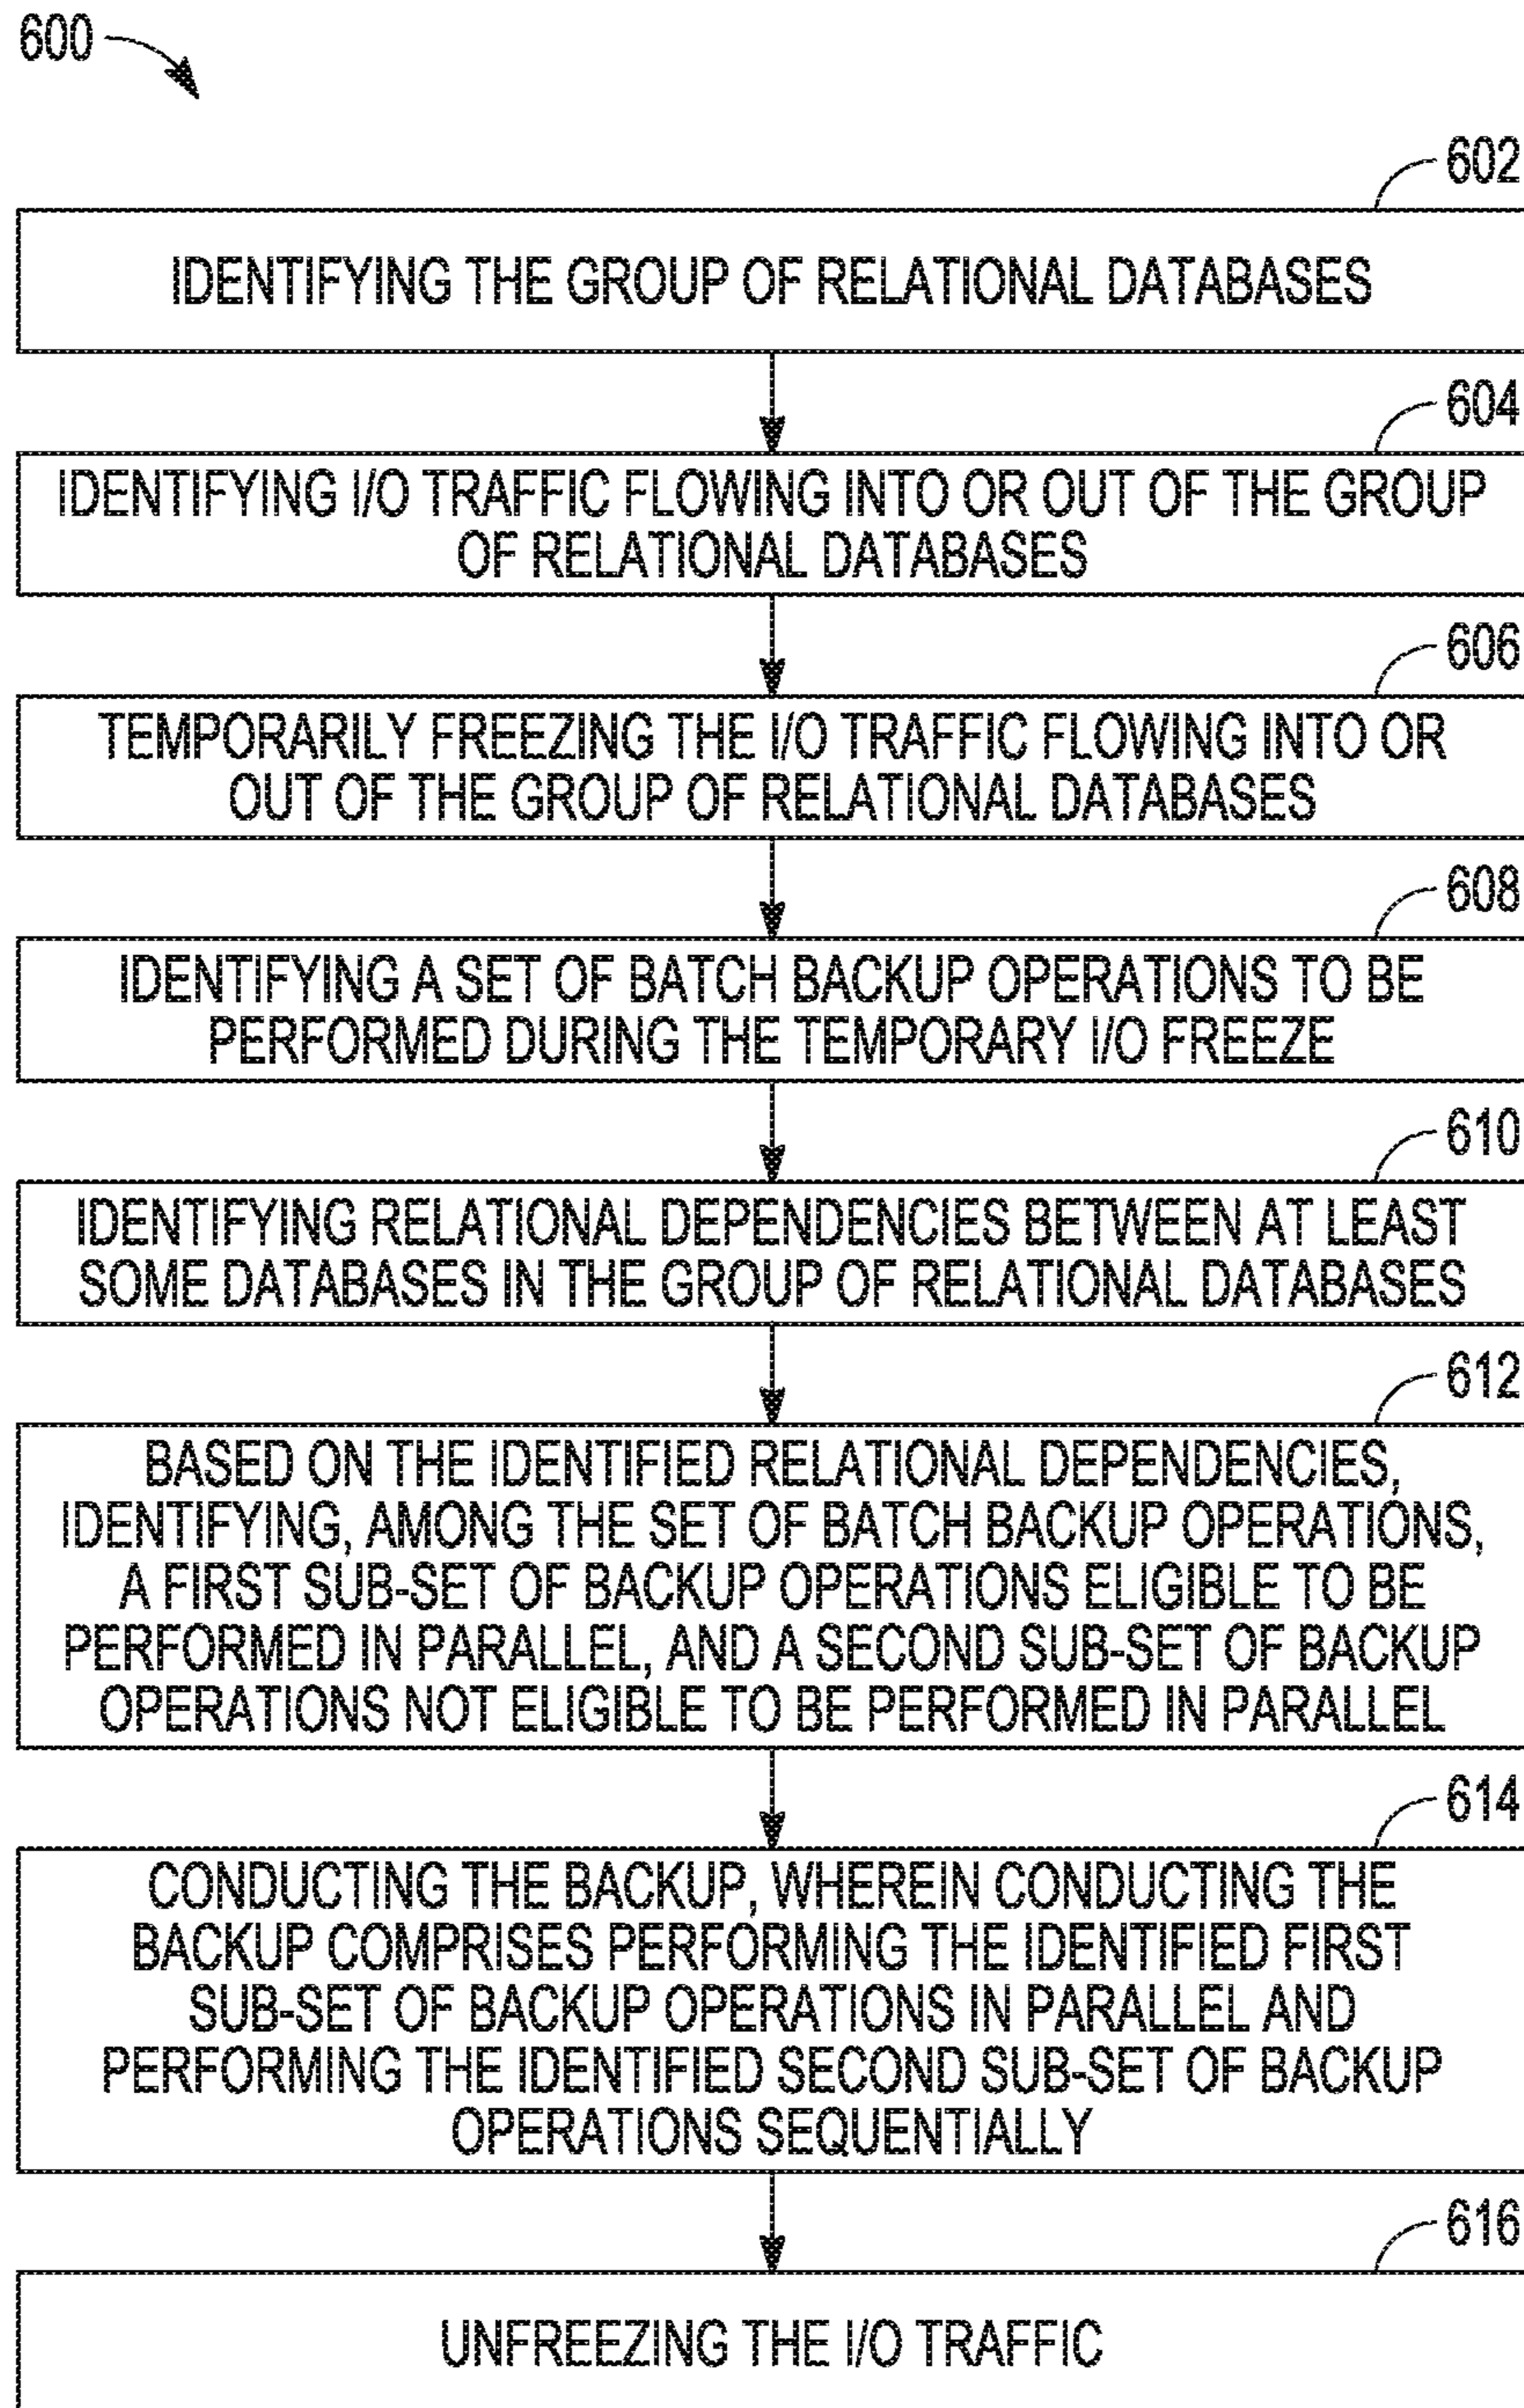 600
602
IDENTIFYING THE GROUP OF RELATIONAL DATABASES
604
IDENTIFYING I/O TRAFFIC FLOWING INTO OR OUT OF THE GROUP
OF RELATIONAL DATABASES
606
TEMPORARILY FREEZING THE I/O TRAFFIC FLOWING INTO OR
OUT OF THE GROUP OF RELATIONAL DATABASES
608
IDENTIFYING A SET OF BATCH BACKUP OPERATIONS TO BE
PERFORMED DURING THE TEMPORARY I/O FREEZE
610
IDENTIFYING RELATIONAL DEPENDENCIES BETWEEN AT LEAST
SOME DATABASES IN THE GROUP OF RELATIONAL DATABASES
612
BASED ON THE IDENTIFIED RELATIONAL DEPENDENCIES,
IDENTIFYING, AMONG THE SET OF BATCH BACKUP OPERATIONS,
A FIRST SUB-SET OF BACKUP OPERATIONS ELIGIBLE TO BE
PERFORMED IN PARALLEL, AND A SECOND SUB-SET OF BACKUP
OPERATIONS NOT ELIGIBLE TO BE PERFORMED IN PARALLEL
614
CONDUCTING THE BACKUP, WHEREIN CONDUCTING THE
BACKUP COMPRISES PERFORMING THE IDENTIFIED FIRST
SUB-SET OF BACKUP OPERATIONS IN PARALLEL AND
PERFORMING THE IDENTIFIED SECOND SUB-SET OF BACKUP
OPERATIONS SEQUENTIALLY
616
UNFREEZING THE I/O TRAFFIC